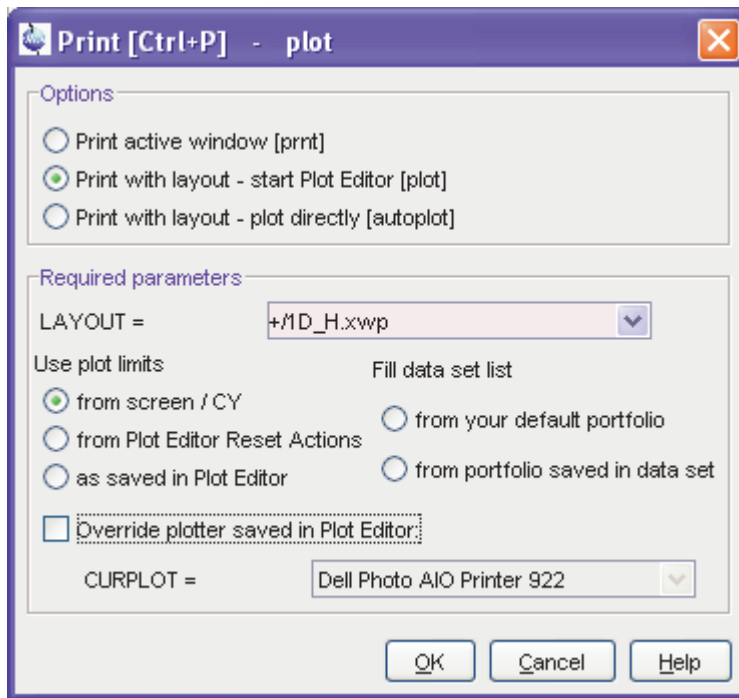 Print [Ctrl+P] - plot
Options
Print active window [prnt]
Print with layout - start Plot Editor [plot]
Print with layout - plot directly [autoplot]
Required parameters
LAYOUT = +/1D_H.xwp
Use plot limits
from screen / CY
from Plot Editor Reset Actions
as saved in Plot Editor
Fill data set list
from your default portfolio
from portfolio saved in data set
Override plotter saved in Plot Editor:
CURPLOT = Dell Photo AIO Printer 922
OK Cancel Help